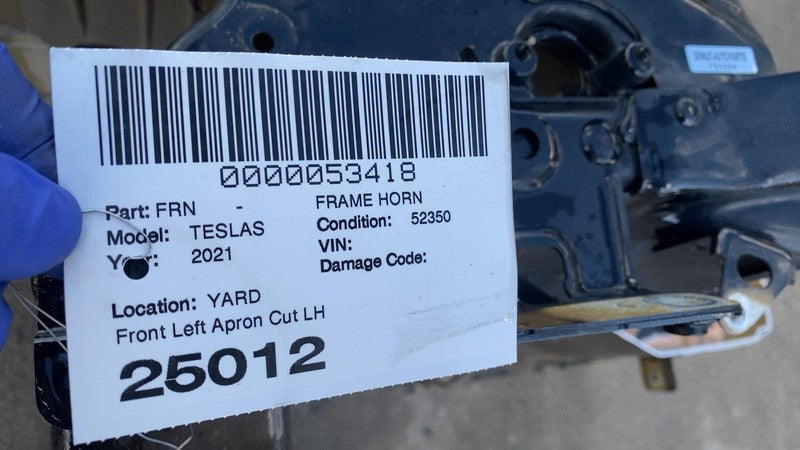 0000053418
Part: FRN - FRAME HORN
Model: TESLAS Condition: 52350
Year: 2021 VIN:
Damage Code:
Location: YARD
Front Left Apron Cut LH
25012